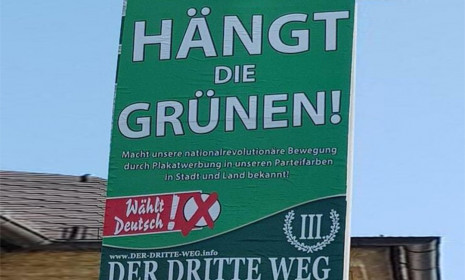 HÄNGT
DIE
GRÜNEN!
Macht unsere nationalrevolutionäre Bewegung
durch Plakatwerbung in unseren Parteifarben
in Stadt und Land bekannt!
Wählt
Deutsch!
III
www.DER-DRITTE-WEG.info
DER DRITTE WEG